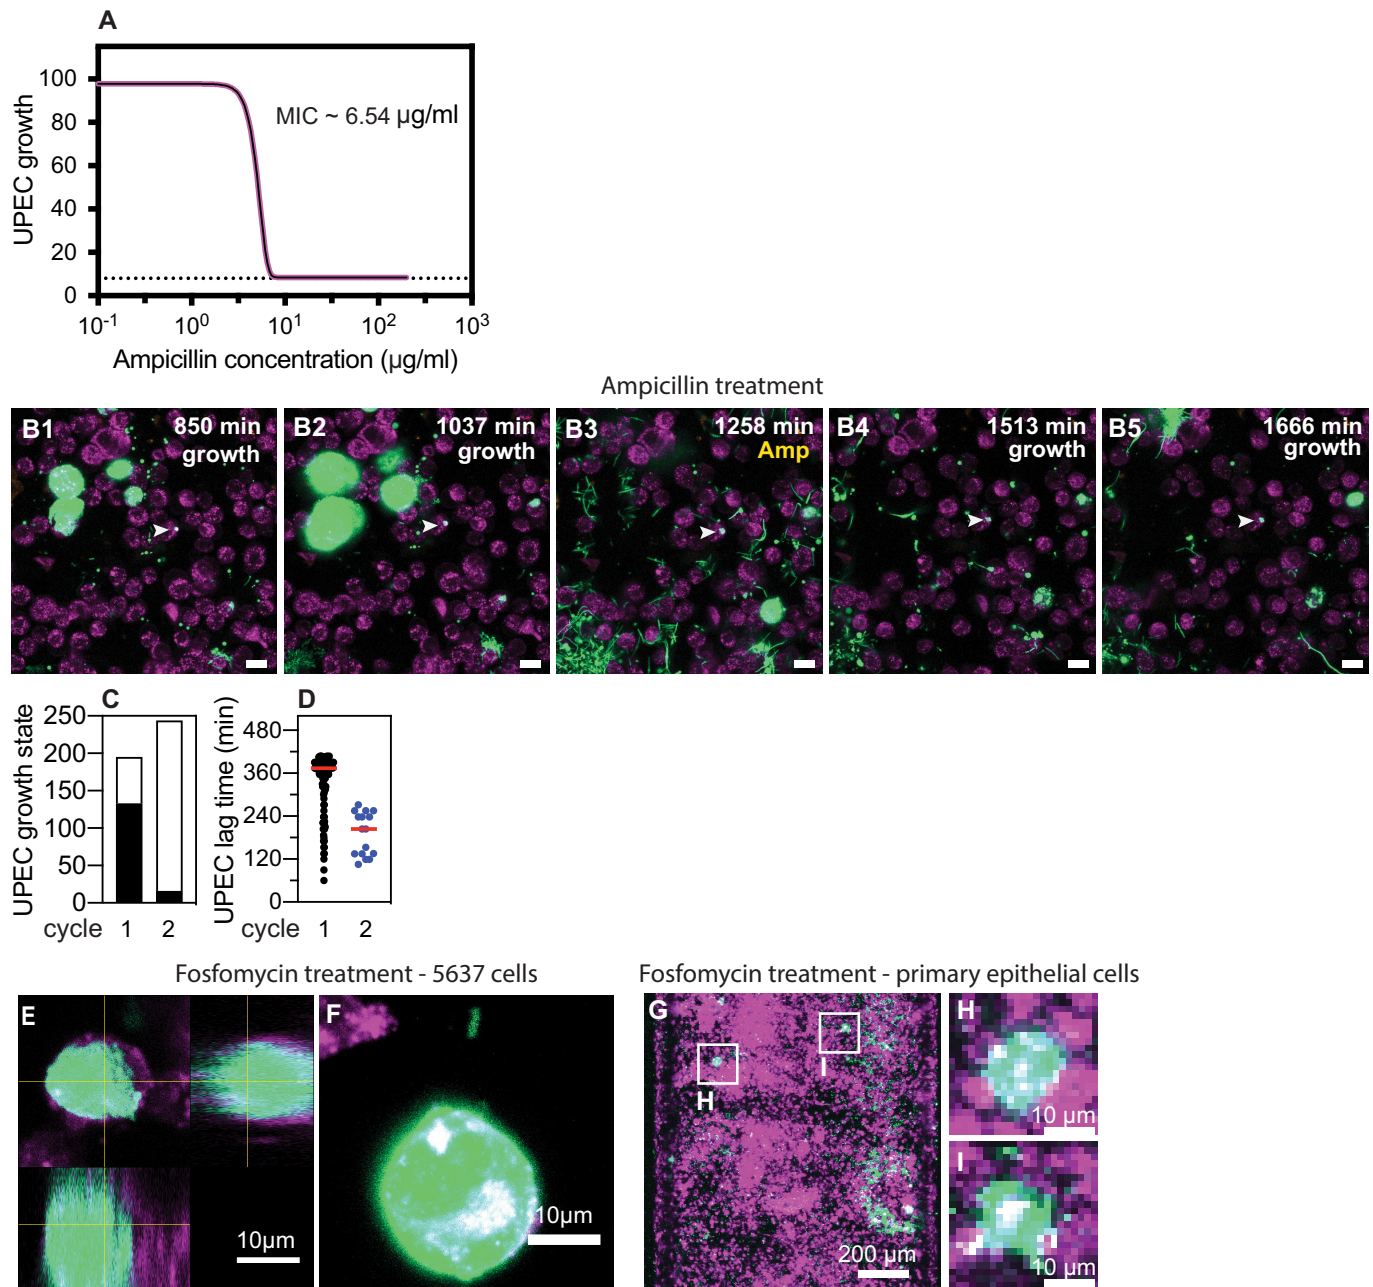 A
100
80
60
40
20
0
UPEC growth
MIC ~ 6.54 µg/ml
10⁻¹ 10⁰ 10¹ 10² 10³
Ampicillin concentration (µg/ml)
Ampicillin treatment
B1 850 min
growth
B2 1037 min
growth
B3 1258 min
Amp
B4 1513 min
growth
B5 1666 min
growth
C
250
200
150
100
50
0
UPEC growth state
cycle 1 2
D
480
360
240
120
0
UPEC lag time (min)
cycle 1 2
Fosfomycin treatment - 5637 cells
E
10µm
F
10µm
Fosfomycin treatment - primary epithelial cells
G
H
I
200 µm
H
10 µm
I
10 µm